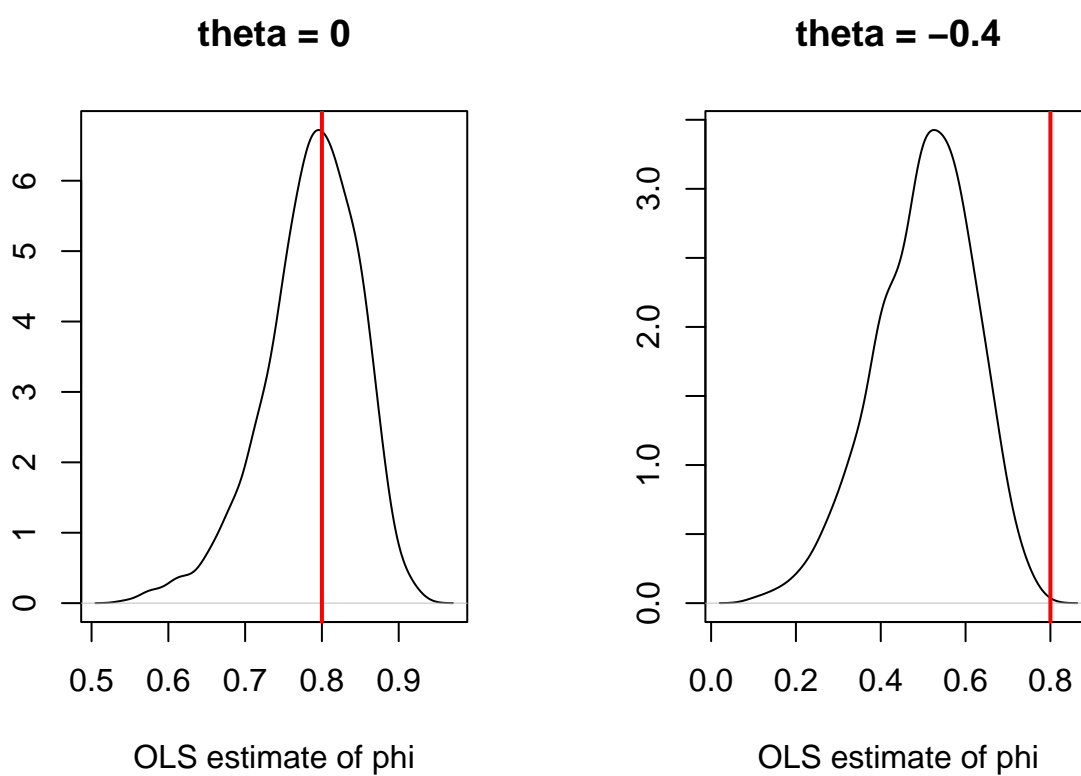 theta = 0
6
5
4
3
2
1
0
0.5 0.6 0.7 0.8 0.9
OLS estimate of phi
theta = −0.4
3.0
2.0
1.0
0.0
0.0 0.2 0.4 0.6 0.8
OLS estimate of phi